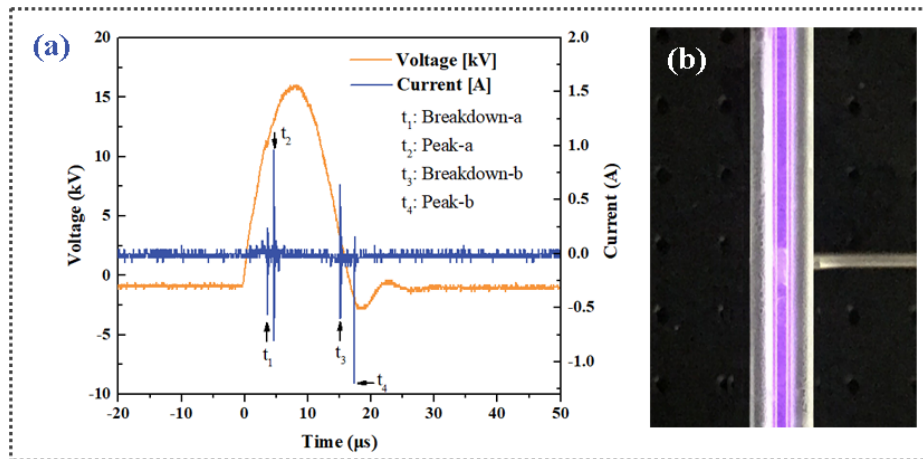 (a)
20
15
10
5
0
-5
-10
Voltage (kV)
2.0
1.5
1.0
0.5
0.0
-0.5
-1.0
Current (A)
Voltage [kV]
Current [A]
t₁: Breakdown-a
t₂: Peak-a
t₃: Breakdown-b
t₄: Peak-b
t₂
t₁
t₃
t₄
-20 -10 0 10 20 30 40 50
Time (μs)
(b)